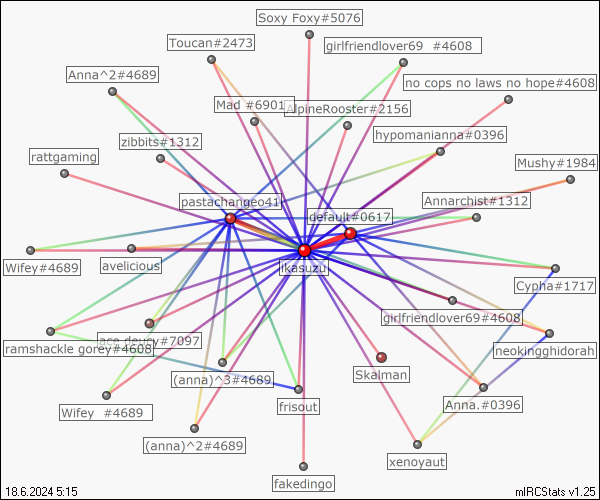 Soxy Foxy#5076
Toucan#2473
girlfriendlover69 #4608
Anna^2#4689
no cops no laws no hope#4608
Mad #6901
AlpineRooster#2156
zibbits#1312
hypomanianna#0396
rattgaming
Mushy#1984
pastachangeo41
Annarchist#1312
default#0617
Wifey#4689
avelicious
ikasuzu
Cypha#1717
girlfriendlover69#4608
ace deucy#7097
ramshackle gorey#4608
neokingghidorah
(anna)^3#4689
Skalman
Wifey #4689
frisout
Anna.#0396
(anna)^2#4689
xenoyaut
fakedingo
18.6.2024 5:15
mIRCStats v1.25